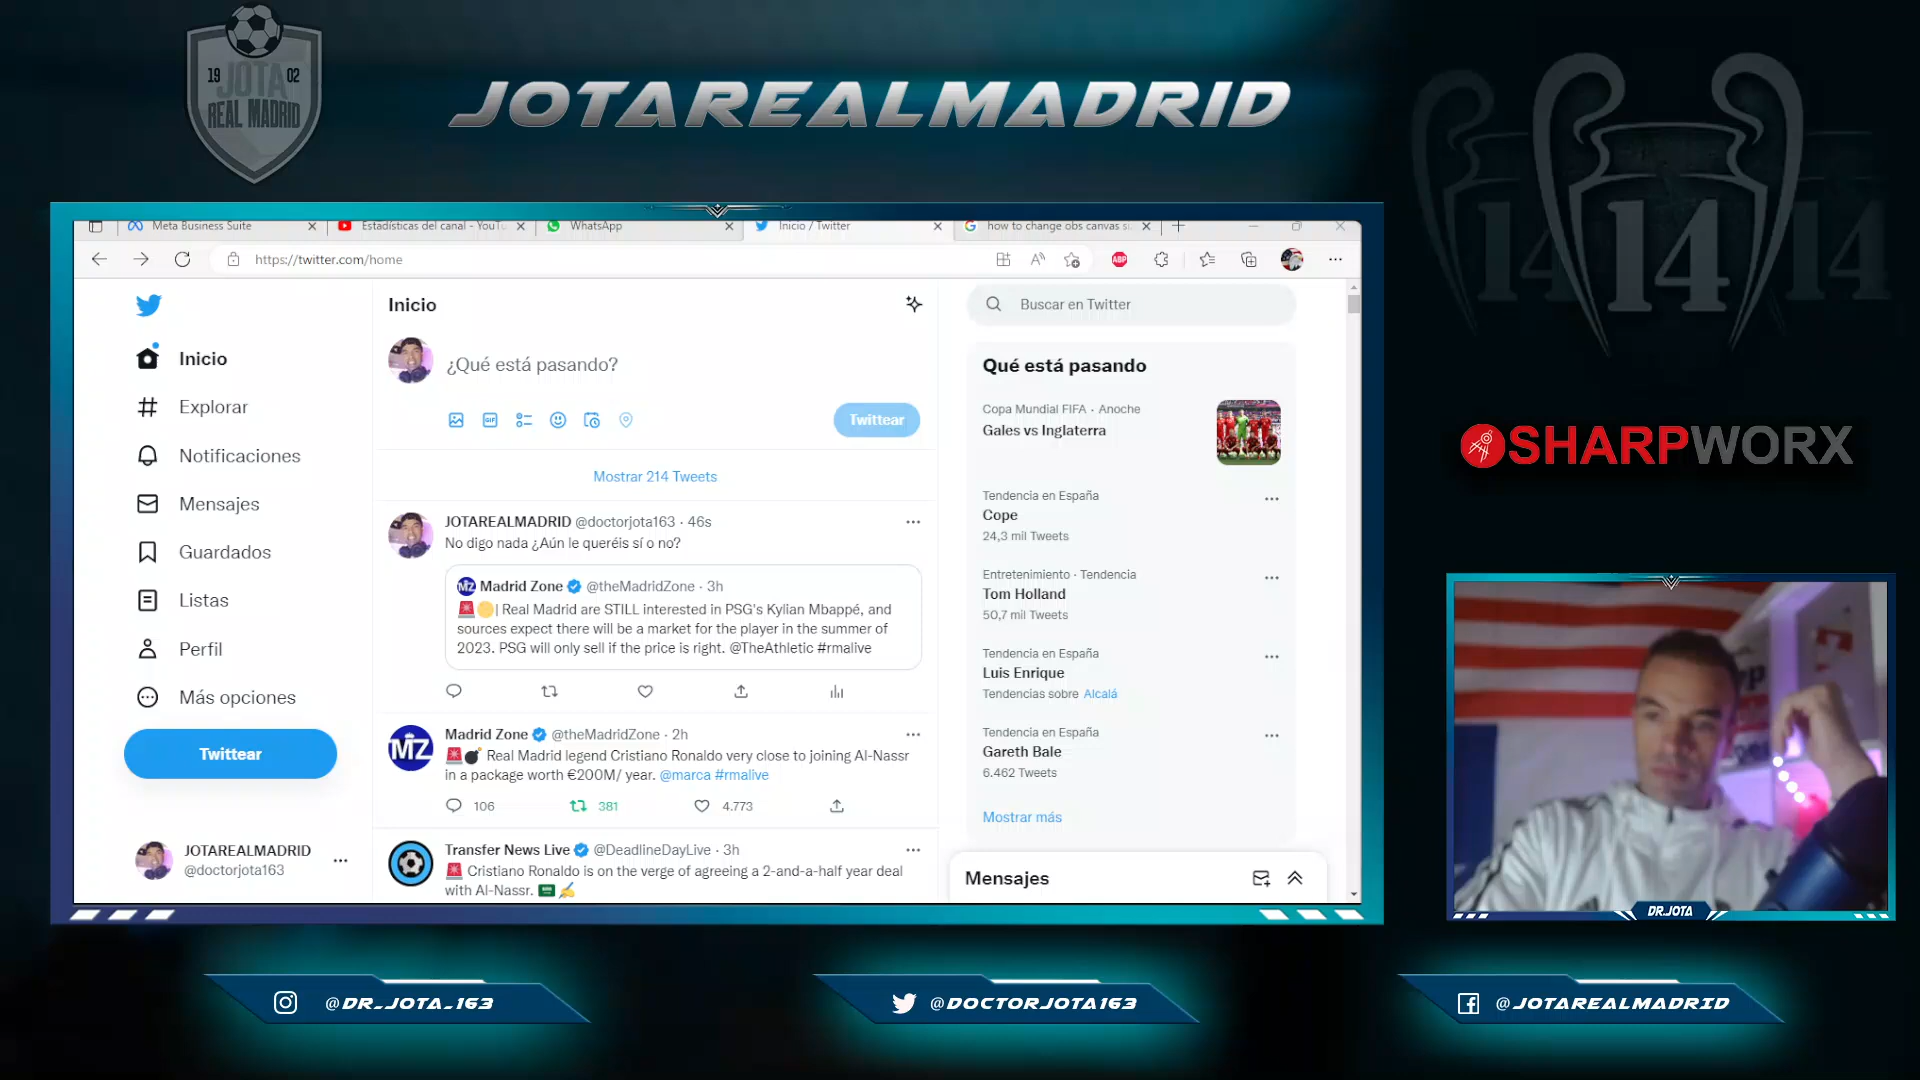 19 JOTA 02
REAL MADRID
JOTAREALMADRID
14 14 14
Meta Business Suite
Estadísticas del canal - YouTu
WhatsApp
Inicio / Twitter
how to change obs canvas si
https://twitter.com/home
ABP
Inicio
Buscar en Twitter
Inicio
Explorar
Notificaciones
Mensajes
Guardados
Listas
Perfil
Más opciones
Twittear
JOTAREALMADRID
@doctorjota163
¿Qué está pasando?
GIF
Twittear
Mostrar 214 Tweets
JOTAREALMADRID @doctorjota163 · 46s
No digo nada ¿Aún le queréis sí o no?
MZ Madrid Zone @theMadridZone · 3h
🚨🟡| Real Madrid are STILL interested in PSG's Kylian Mbappé, and
sources expect there will be a market for the player in the summer of
2023. PSG will only sell if the price is right. @TheAthletic #rmalive
MZ
Madrid Zone @theMadridZone · 2h
🚨💣 Real Madrid legend Cristiano Ronaldo very close to joining Al-Nassr
in a package worth €200M/ year. @marca #rmalive
106 381 4.773
Transfer News Live @DeadlineDayLive · 3h
🚨 Cristiano Ronaldo is on the verge of agreeing a 2-and-a-half year deal
with Al-Nassr. 🇸🇦 ✍️
Qué está pasando
Copa Mundial FIFA · Anoche
Gales vs Inglaterra
Tendencia en España
Cope
24,3 mil Tweets
Entretenimiento · Tendencia
Tom Holland
50,7 mil Tweets
Tendencia en España
Luis Enrique
Tendencias sobre Alcalá
Tendencia en España
Gareth Bale
6.462 Tweets
Mostrar más
Mensajes
SHARPWORX
DR.JOTA
@DR_JOTA_163
@DOCTORJOTA163
@JOTAREALMADRID